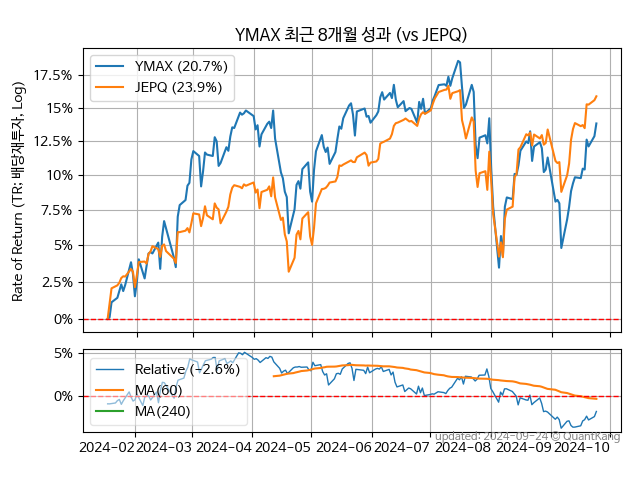 YMAX 최근 8개월 성과 (vs JEPQ)
Rate of Return (TR: 배당재투자, Log)
17.5%
15%
12.5%
10%
7.5%
5%
2.5%
0%
YMAX (20.7%)
JEPQ (23.9%)
5%
0%
Relative (−2.6%)
MA(60)
MA(240)
updated: 2024-09-24 © QuantKang
2024-02 2024-03 2024-04 2024-05 2024-06 2024-07 2024-08 2024-09 2024-10